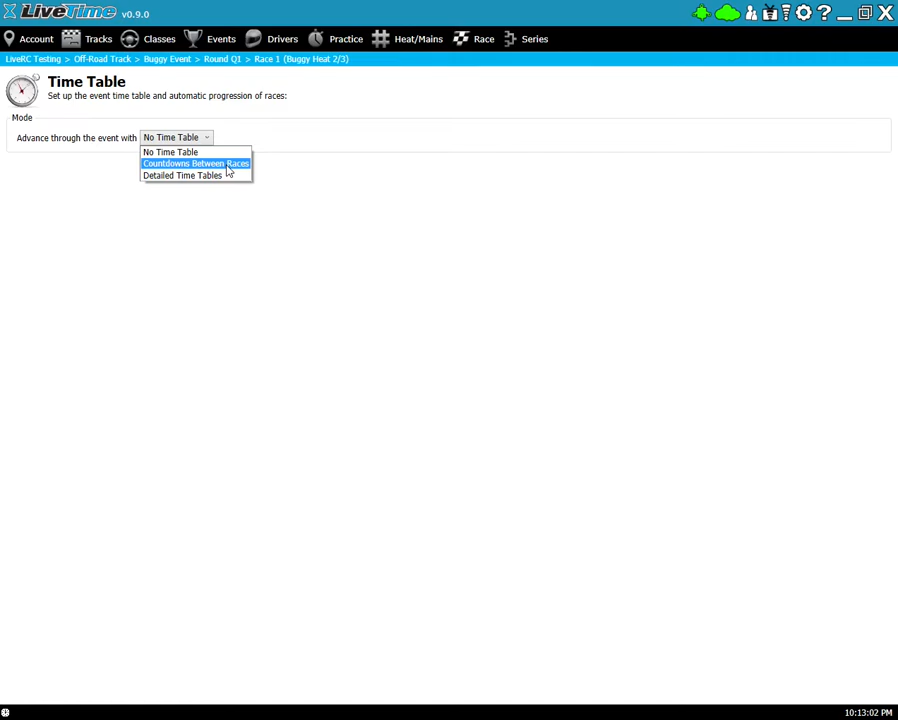 LiveTime v0.9.0
Account Tracks Classes Events Drivers Practice Heat/Mains Race Series
LiveRC Testing > Off-Road Track > Buggy Event > Round Q1 > Race 1 (Buggy Heat 2/3)
Time Table
Set up the event time table and automatic progression of races:
Mode
Advance through the event with No Time Table
No Time Table
Countdowns Between Races
Detailed Time Tables
10:13:02 PM